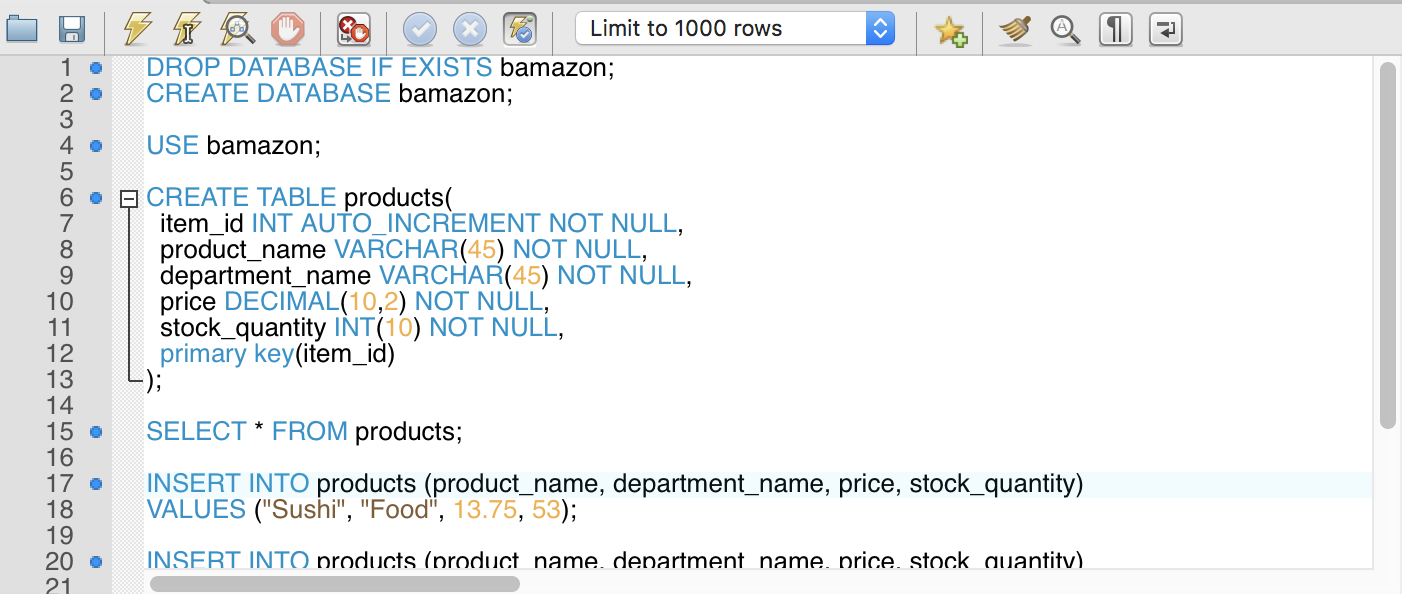 Limit to 1000 rows
1 DROP DATABASE IF EXISTS bamazon;
2 CREATE DATABASE bamazon;
3
4 USE bamazon;
5
6 CREATE TABLE products(
7 item_id INT AUTO_INCREMENT NOT NULL,
8 product_name VARCHAR(45) NOT NULL,
9 department_name VARCHAR(45) NOT NULL,
10 price DECIMAL(10,2) NOT NULL,
11 stock_quantity INT(10) NOT NULL,
12 primary key(item_id)
13 );
14
15 SELECT * FROM products;
16
17 INSERT INTO products (product_name, department_name, price, stock_quantity)
18 VALUES ("Sushi", "Food", 13.75, 53);
19
20 INSERT INTO products (product_name, department_name, price, stock_quantity)
21